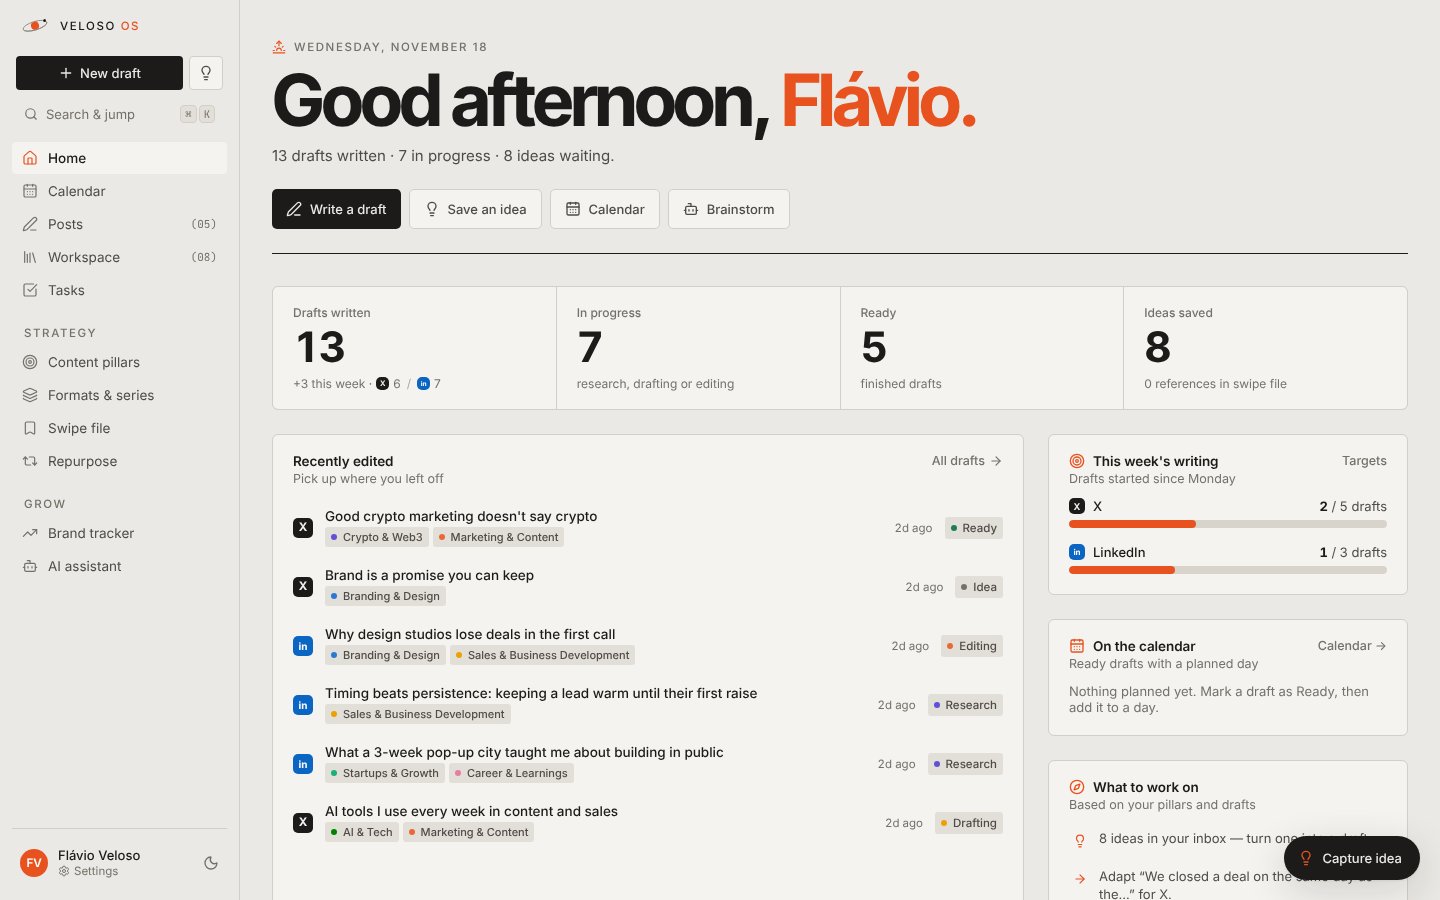 VELOSO OS
New draft
Search & jump
⌘ K
Home
Calendar
Posts (05)
Workspace (08)
Tasks
STRATEGY
Content pillars
Formats & series
Swipe file
Repurpose
GROW
Brand tracker
AI assistant
FV
Flávio Veloso
Settings
WEDNESDAY, NOVEMBER 18
Good afternoon, Flávio.
13 drafts written · 7 in progress · 8 ideas waiting.
Write a draft
Save an idea
Calendar
Brainstorm
Drafts written
13
+3 this week · X 6 / in 7
In progress
7
research, drafting or editing
Ready
5
finished drafts
Ideas saved
8
0 references in swipe file
Recently edited
All drafts →
Pick up where you left off
X
Good crypto marketing doesn't say crypto
Crypto & Web3
Marketing & Content
2d ago
Ready
X
Brand is a promise you can keep
Branding & Design
2d ago
Idea
in
Why design studios lose deals in the first call
Branding & Design
Sales & Business Development
2d ago
Editing
in
Timing beats persistence: keeping a lead warm until their first raise
Sales & Business Development
2d ago
Research
in
What a 3-week pop-up city taught me about building in public
Startups & Growth
Career & Learnings
2d ago
Research
X
AI tools I use every week in content and sales
AI & Tech
Marketing & Content
2d ago
Drafting
This week's writing
Targets
Drafts started since Monday
X X 2 / 5 drafts
in LinkedIn 1 / 3 drafts
On the calendar
Calendar →
Ready drafts with a planned day
Nothing planned yet. Mark a draft as Ready, then
add it to a day.
What to work on
Based on your pillars and drafts
8 ideas in your inbox — turn one
Adapt “We closed a deal on the
the…” for X.
Capture idea